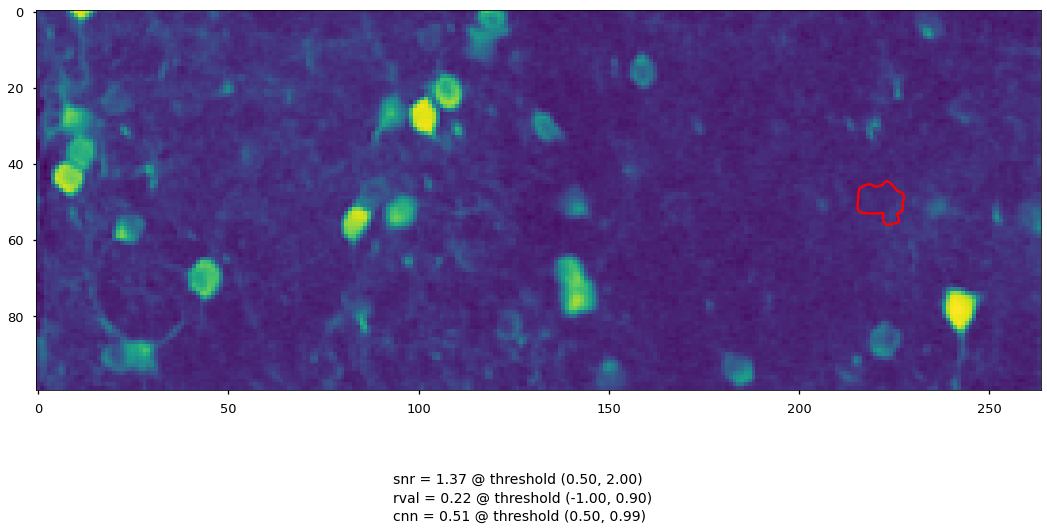 0
20
40
60
80
0 50 100 150 200 250
snr = 1.37 @ threshold (0.50, 2.00)
rval = 0.22 @ threshold (-1.00, 0.90)
cnn = 0.51 @ threshold (0.50, 0.99)